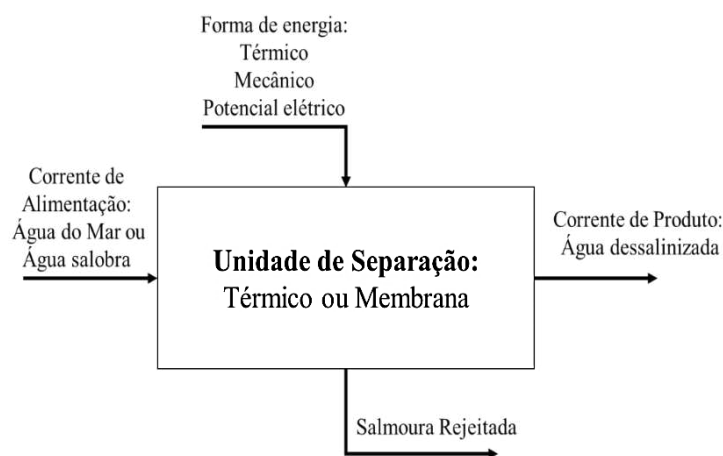 Forma de energia:
Térmico
Mecânico
Potencial elétrico
Corrente de
Alimentação:
Água do Mar ou
Água salobra
Unidade de Separação:
Térmico ou Membrana
Corrente de Produto:
Água dessalinizada
Salmoura Rejeitada